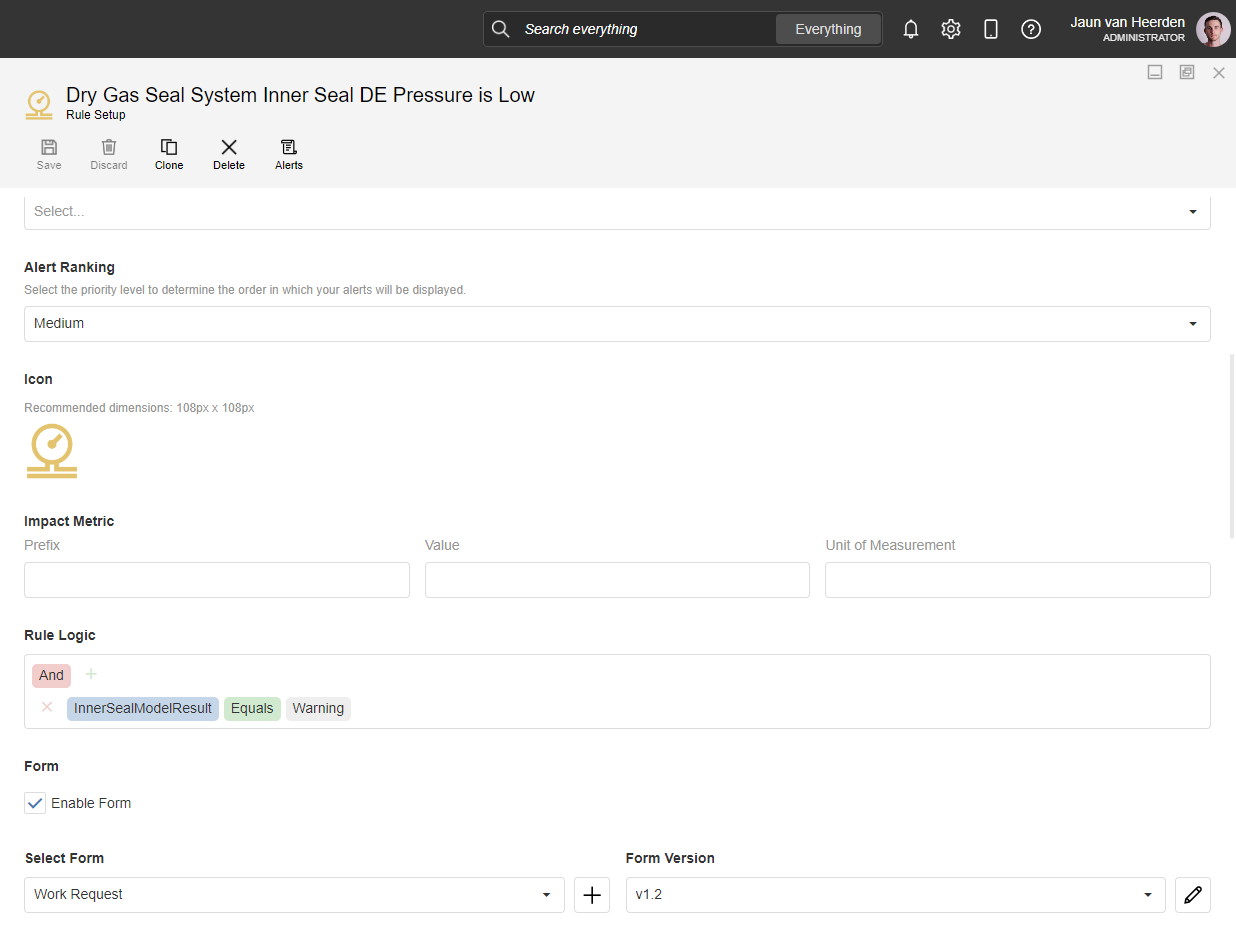 Search everything Everything
Jaun van Heerden
ADMINISTRATOR
Dry Gas Seal System Inner Seal DE Pressure is Low
Rule Setup
Save Discard Clone Delete Alerts
Select...
Alert Ranking
Select the priority level to determine the order in which your alerts will be displayed.
Medium
Icon
Recommended dimensions: 108px x 108px
Impact Metric
Prefix Value Unit of Measurement
Rule Logic
And
InnerSealModelResult Equals Warning
Form
Enable Form
Select Form Form Version
Work Request v1.2